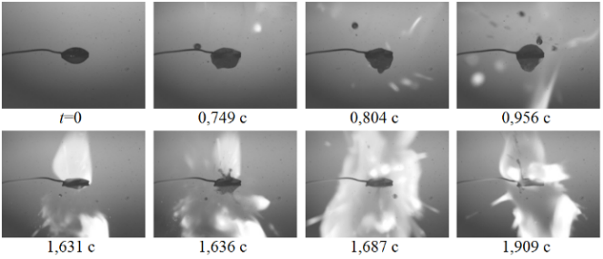 t=0 0,749 с 0,804 с 0,956 с
1,631 с 1,636 с 1,687 с 1,909 с